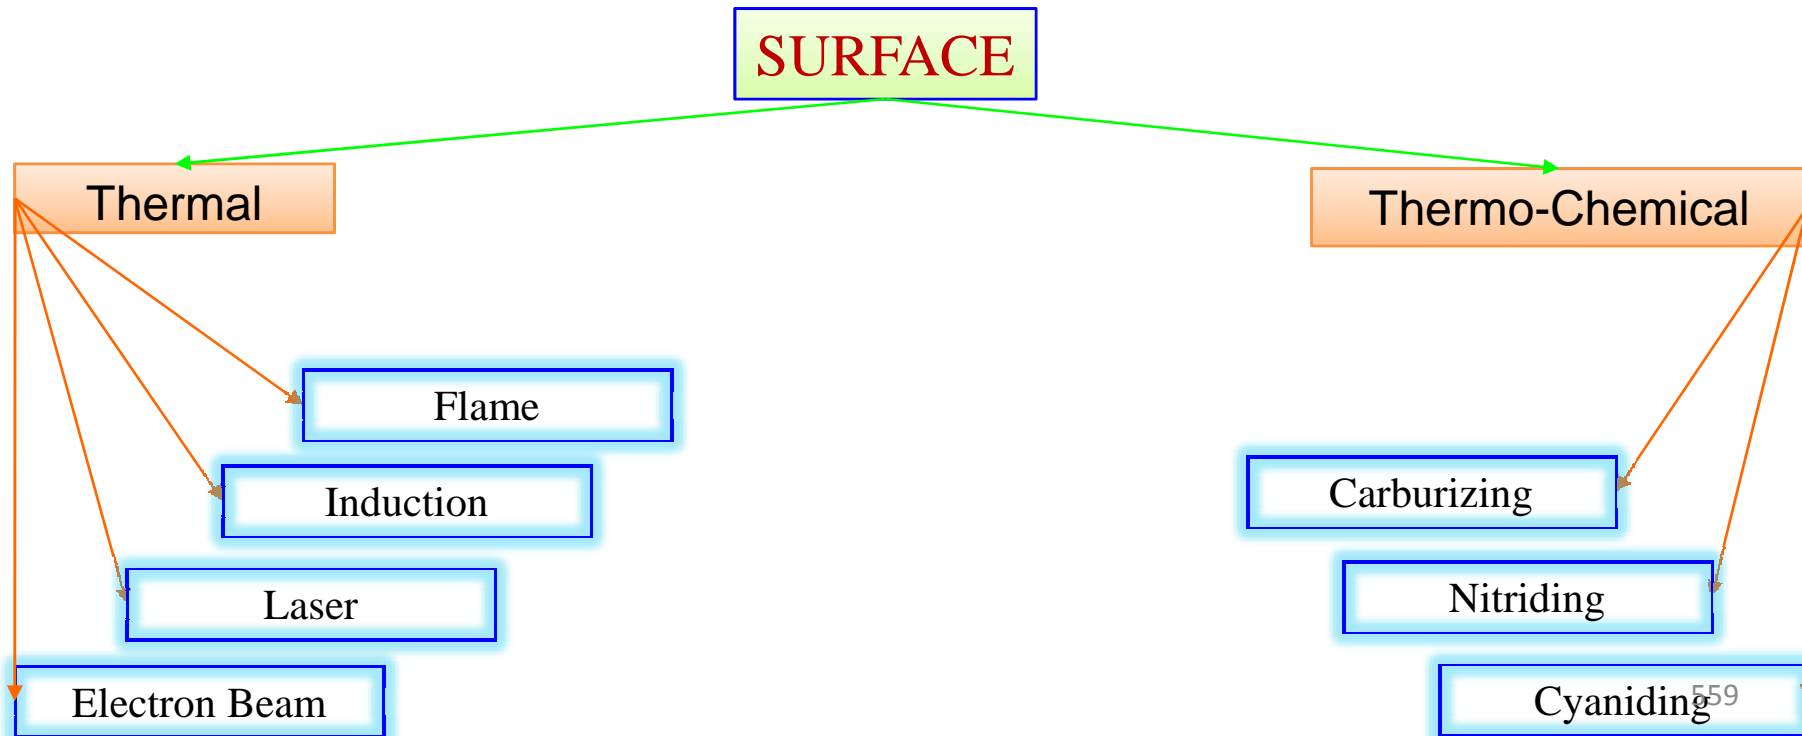 SURFACE
Thermal
Thermo-Chemical
Flame
Induction
Carburizing
Laser
Nitriding
Electron Beam
Cyaniding
559